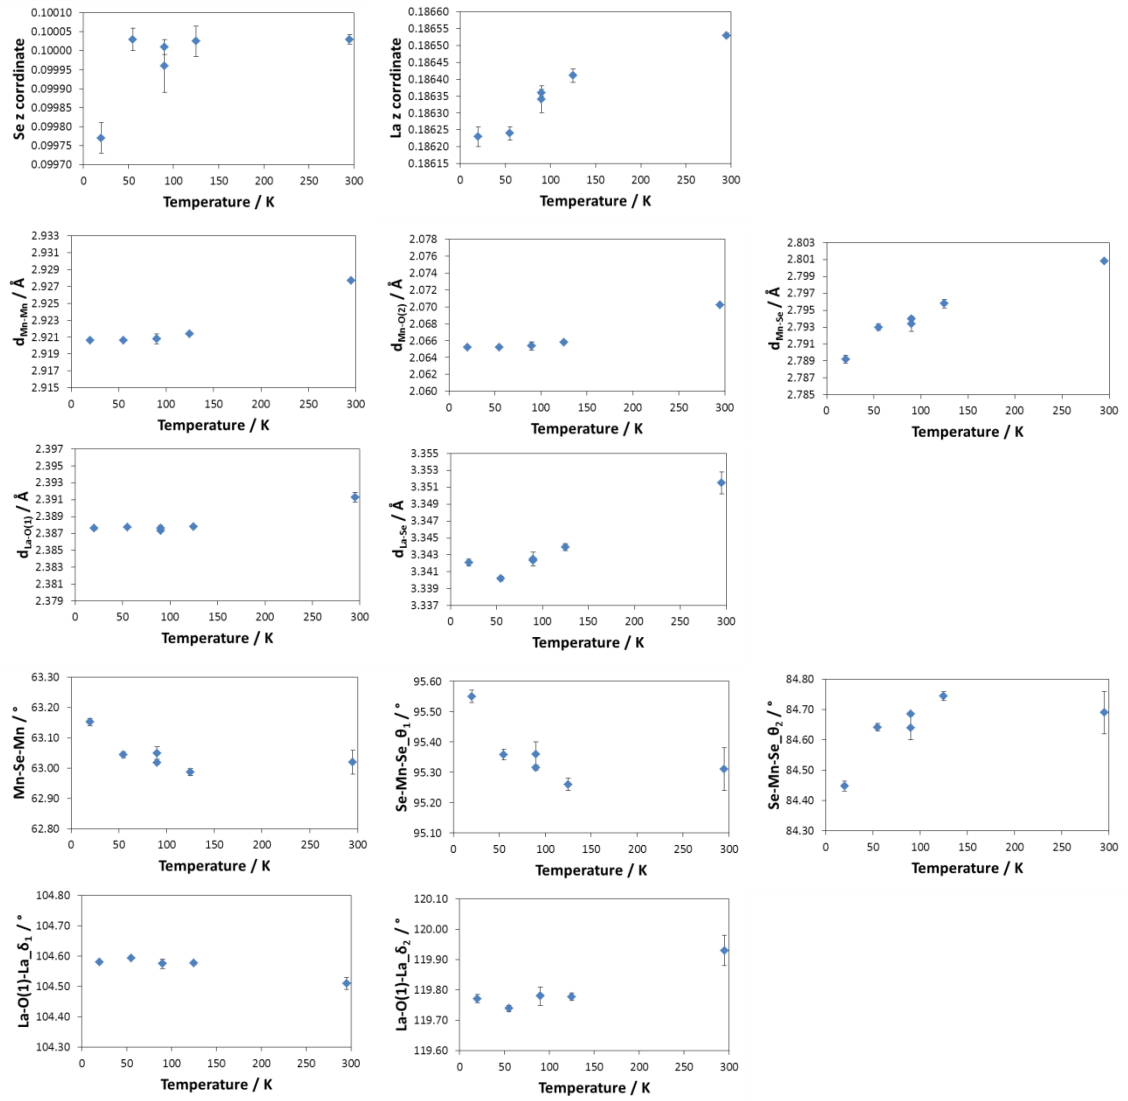 Se z corrdinate
0.10010
0.10005
0.10000
0.09995
0.09990
0.09985
0.09980
0.09975
0.09970
0 50 100 150 200 250 300
Temperature / K
La z corrdinate
0.18660
0.18655
0.18650
0.18645
0.18640
0.18635
0.18630
0.18625
0.18620
0.18615
0 50 100 150 200 250 300
Temperature / K
d Mn-Mn / Å
2.933
2.931
2.929
2.927
2.925
2.923
2.921
2.919
2.917
2.915
0 50 100 150 200 250 300
Temperature / K
d Mn-O(2) / Å
2.078
2.076
2.074
2.072
2.070
2.068
2.066
2.064
2.062
2.060
0 50 100 150 200 250 300
Temperature / K
d Mn-Se / Å
2.803
2.801
2.799
2.797
2.795
2.793
2.791
2.789
2.787
2.785
0 50 100 150 200 250 300
Temperature / K
d La-O(1) / Å
2.397
2.395
2.393
2.391
2.389
2.387
2.385
2.383
2.381
2.379
0 50 100 150 200 250 300
Temperature / K
d La-Se / Å
3.355
3.353
3.351
3.349
3.347
3.345
3.343
3.341
3.339
3.337
0 50 100 150 200 250 300
Temperature / K
Mn-Se-Mn / °
63.30
63.20
63.10
63.00
62.90
62.80
0 50 100 150 200 250 300
Temperature / K
Se-Mn-Se_θ1 / °
95.60
95.50
95.40
95.30
95.20
95.10
0 50 100 150 200 250 300
Temperature / K
Se-Mn-Se_θ2 / °
84.80
84.70
84.60
84.50
84.40
84.30
0 50 100 150 200 250 300
Temperature / K
La-O(1)-La_δ1 / °
104.80
104.70
104.60
104.50
104.40
104.30
0 50 100 150 200 250 300
Temperature / K
La-O(1)-La_δ2 / °
120.10
120.00
119.90
119.80
119.70
119.60
0 50 100 150 200 250 300
Temperature / K